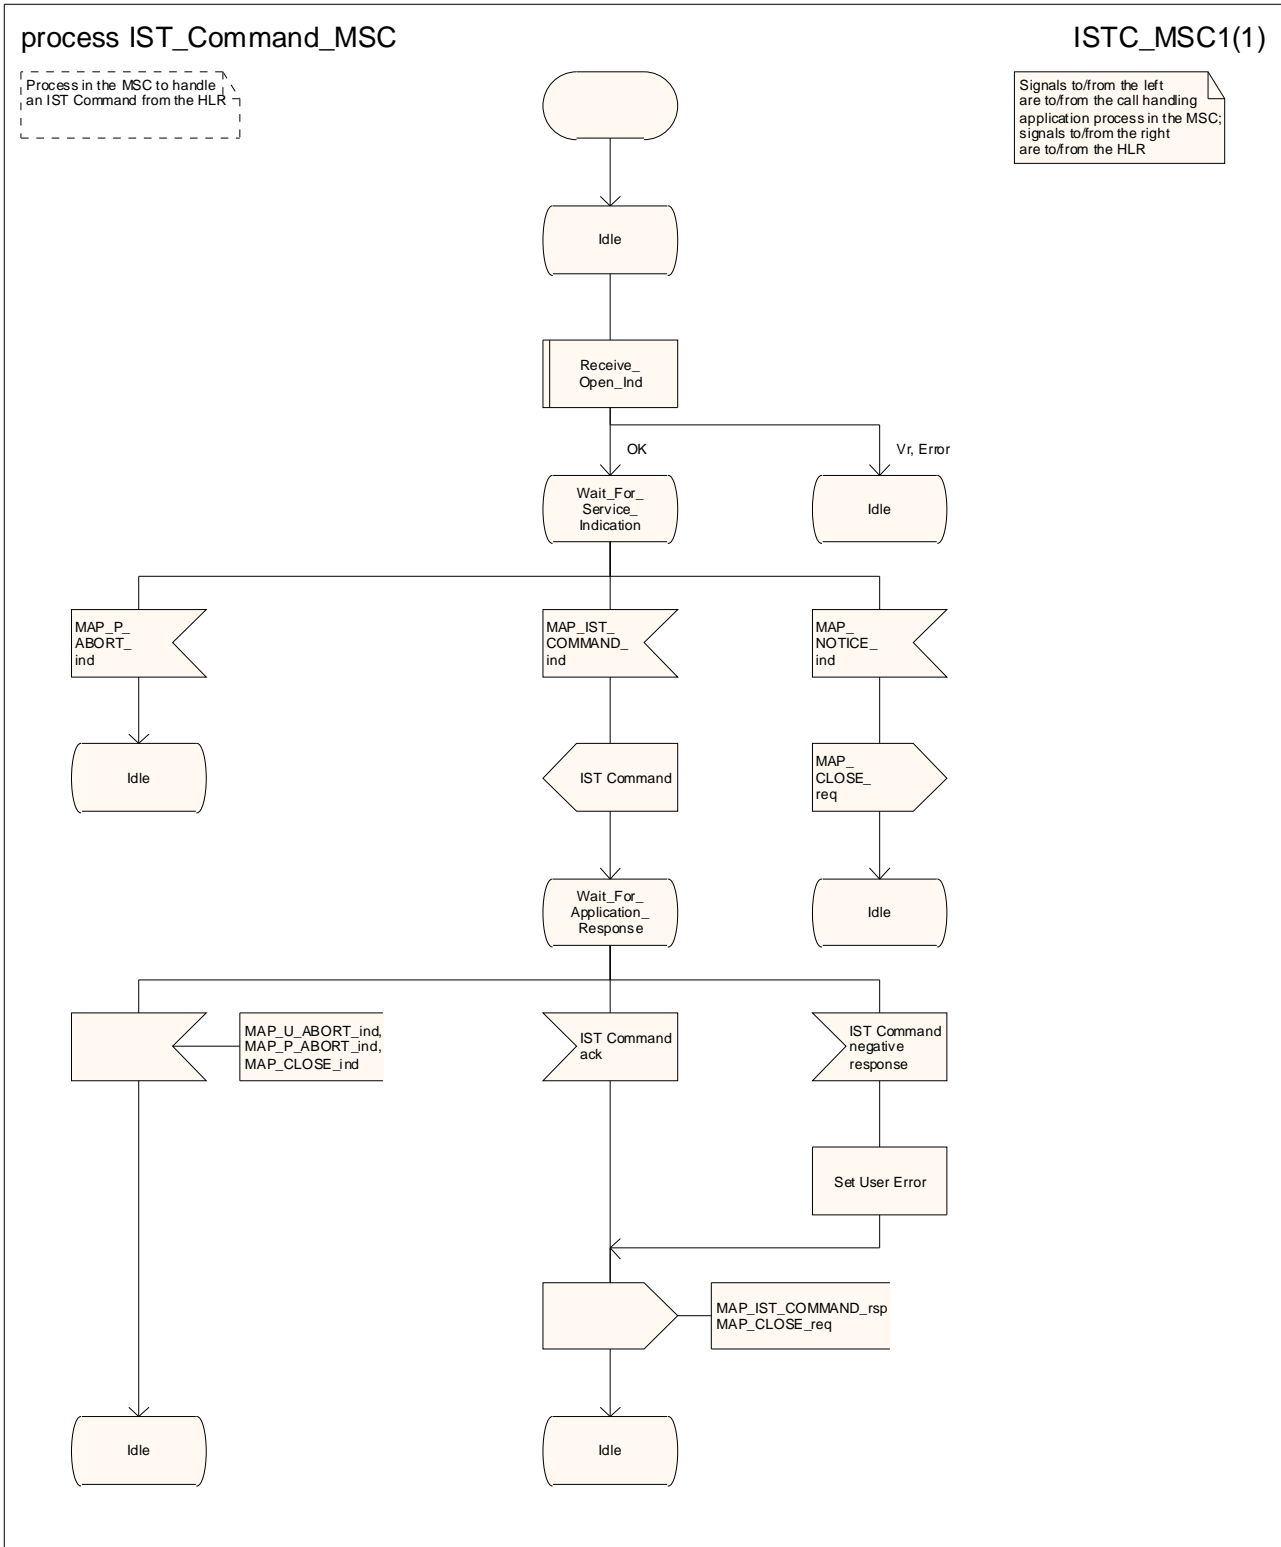 process IST_Command_MSC
ISTC_MSC1(1)
Process in the MSC to handle
an IST Command from the HLR
Signals to/from the left
are to/from the call handling
application process in the MSC;
signals to/from the right
are to/from the HLR
Idle
Receive_
Open_Ind
OK
Vr, Error
Wait_For_
Service_
Indication
Idle
MAP_P_
ABORT_
ind
MAP_IST_
COMMAND_
ind
MAP_
NOTICE_
ind
Idle
IST Command
MAP_
CLOSE_
req
Wait_For_
Application_
Response
Idle
MAP_U_ABORT_ind,
MAP_P_ABORT_ind,
MAP_CLOSE_ind
IST Command
ack
IST Command
negative
response
Set User Error
MAP_IST_COMMAND_rsp
MAP_CLOSE_req
Idle
Idle